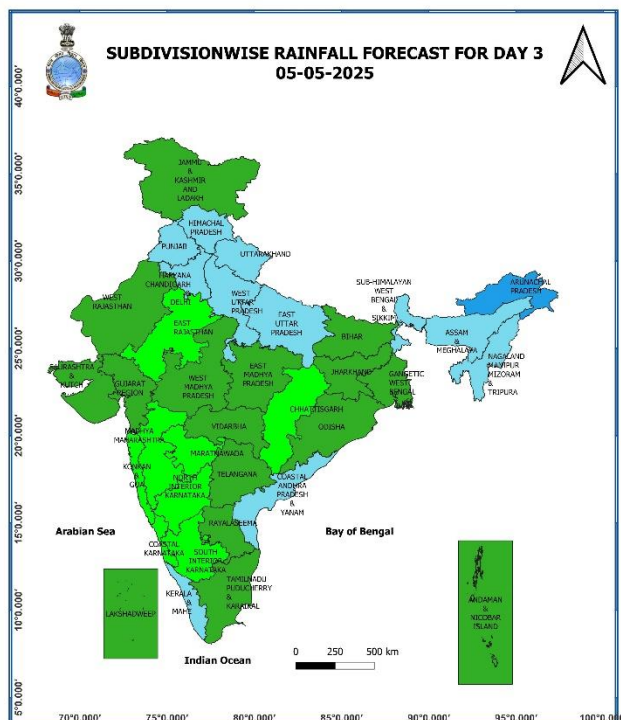 SUBDIVISIONWISE RAINFALL FORECAST FOR DAY 3
05-05-2025
40°0.000'
35°0.000'
30°0.000'
25°0.000'
20°0.000'
15°0.000'
10°0.000'
5°0.000'
JAMMU
&
KASHMIR
AND
LADAKH
HIMACHAL
PRADESH
PUNJAB
UTTARAKHAND
HARYANA
CHANDIGARH
DELHI
WEST
RAJASTHAN
EAST
RAJASTHAN
WEST
UTTAR
PRADESH
EAST
UTTAR
PRADESH
SUB-HIMALAYAN
WEST
BENGAL
&
SIKKIM
ARUNACHAL
PRADESH
ASSAM
&
MEGHALAYA
NAGALAND
MANIPUR
MIZORAM
&
TRIPURA
BIHAR
JHARKHAND
GANGETIC
WEST
BENGAL
SAURASHTRA
&
KUTCH
GUJARAT
REGION
WEST
MADHYA
PRADESH
EAST
MADHYA
PRADESH
CHHATTISGARH
ODISHA
MADHYA
MAHARASHTRA
VIDARBHA
MARATHAWADA
KONKAN
&
GOA
NORTH
INTERIOR
KARNATAKA
TELANGANA
COASTAL
ANDHRA
PRADESH
&
YANAM
RAYALASEEMA
Arabian Sea
Bay of Bengal
COASTAL
KARNATAKA
SOUTH
INTERIOR
KARNATAKA
TAMILNADU
PUDUCHERRY
&
KARAIKAL
KERALA
&
MAHE
LAKSHADWEEP
ANDAMAN
&
NICOBAR
ISLAND
Indian Ocean
0 250 500 km
70°0.000' 75°0.000' 80°0.000' 85°0.000' 90°0.000' 95°0.000' 100°0.000'